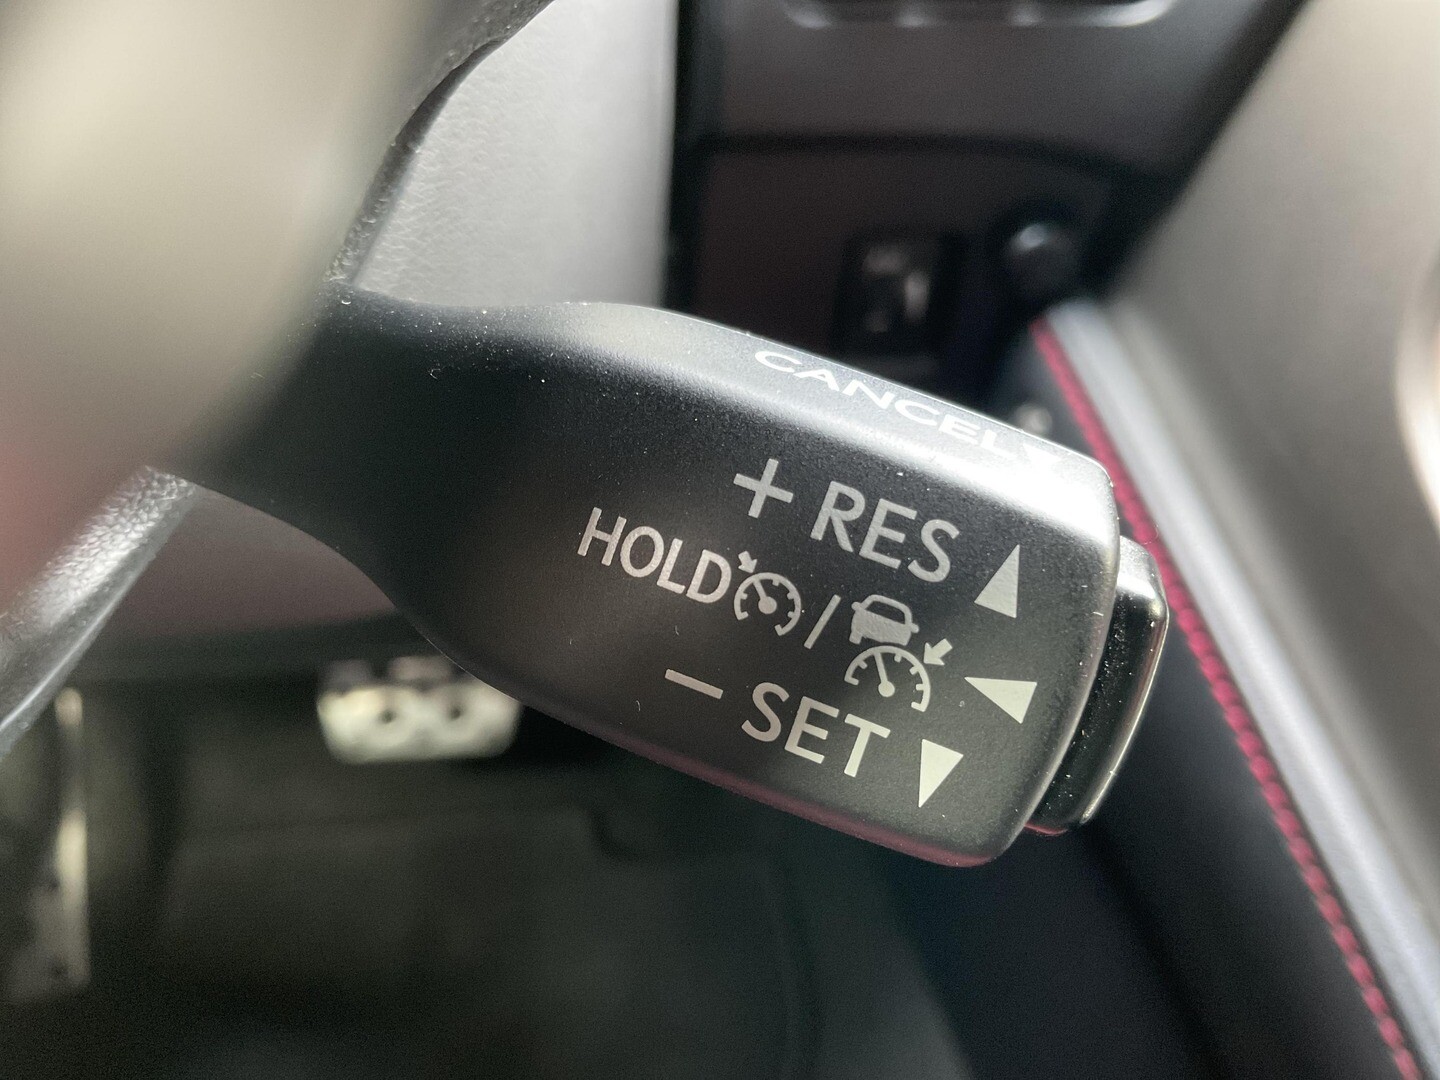 CANCEL
+ RES
HOLD /
− SET